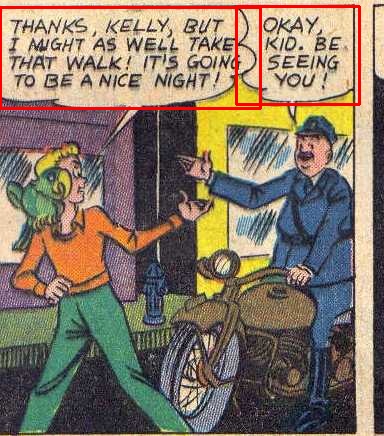 THANKS, KELLY, BUT
I MIGHT AS WELL TAKE
THAT WALK! IT'S GOING
TO BE A NICE NIGHT!
OKAY,
KID. BE
SEEING
YOU!